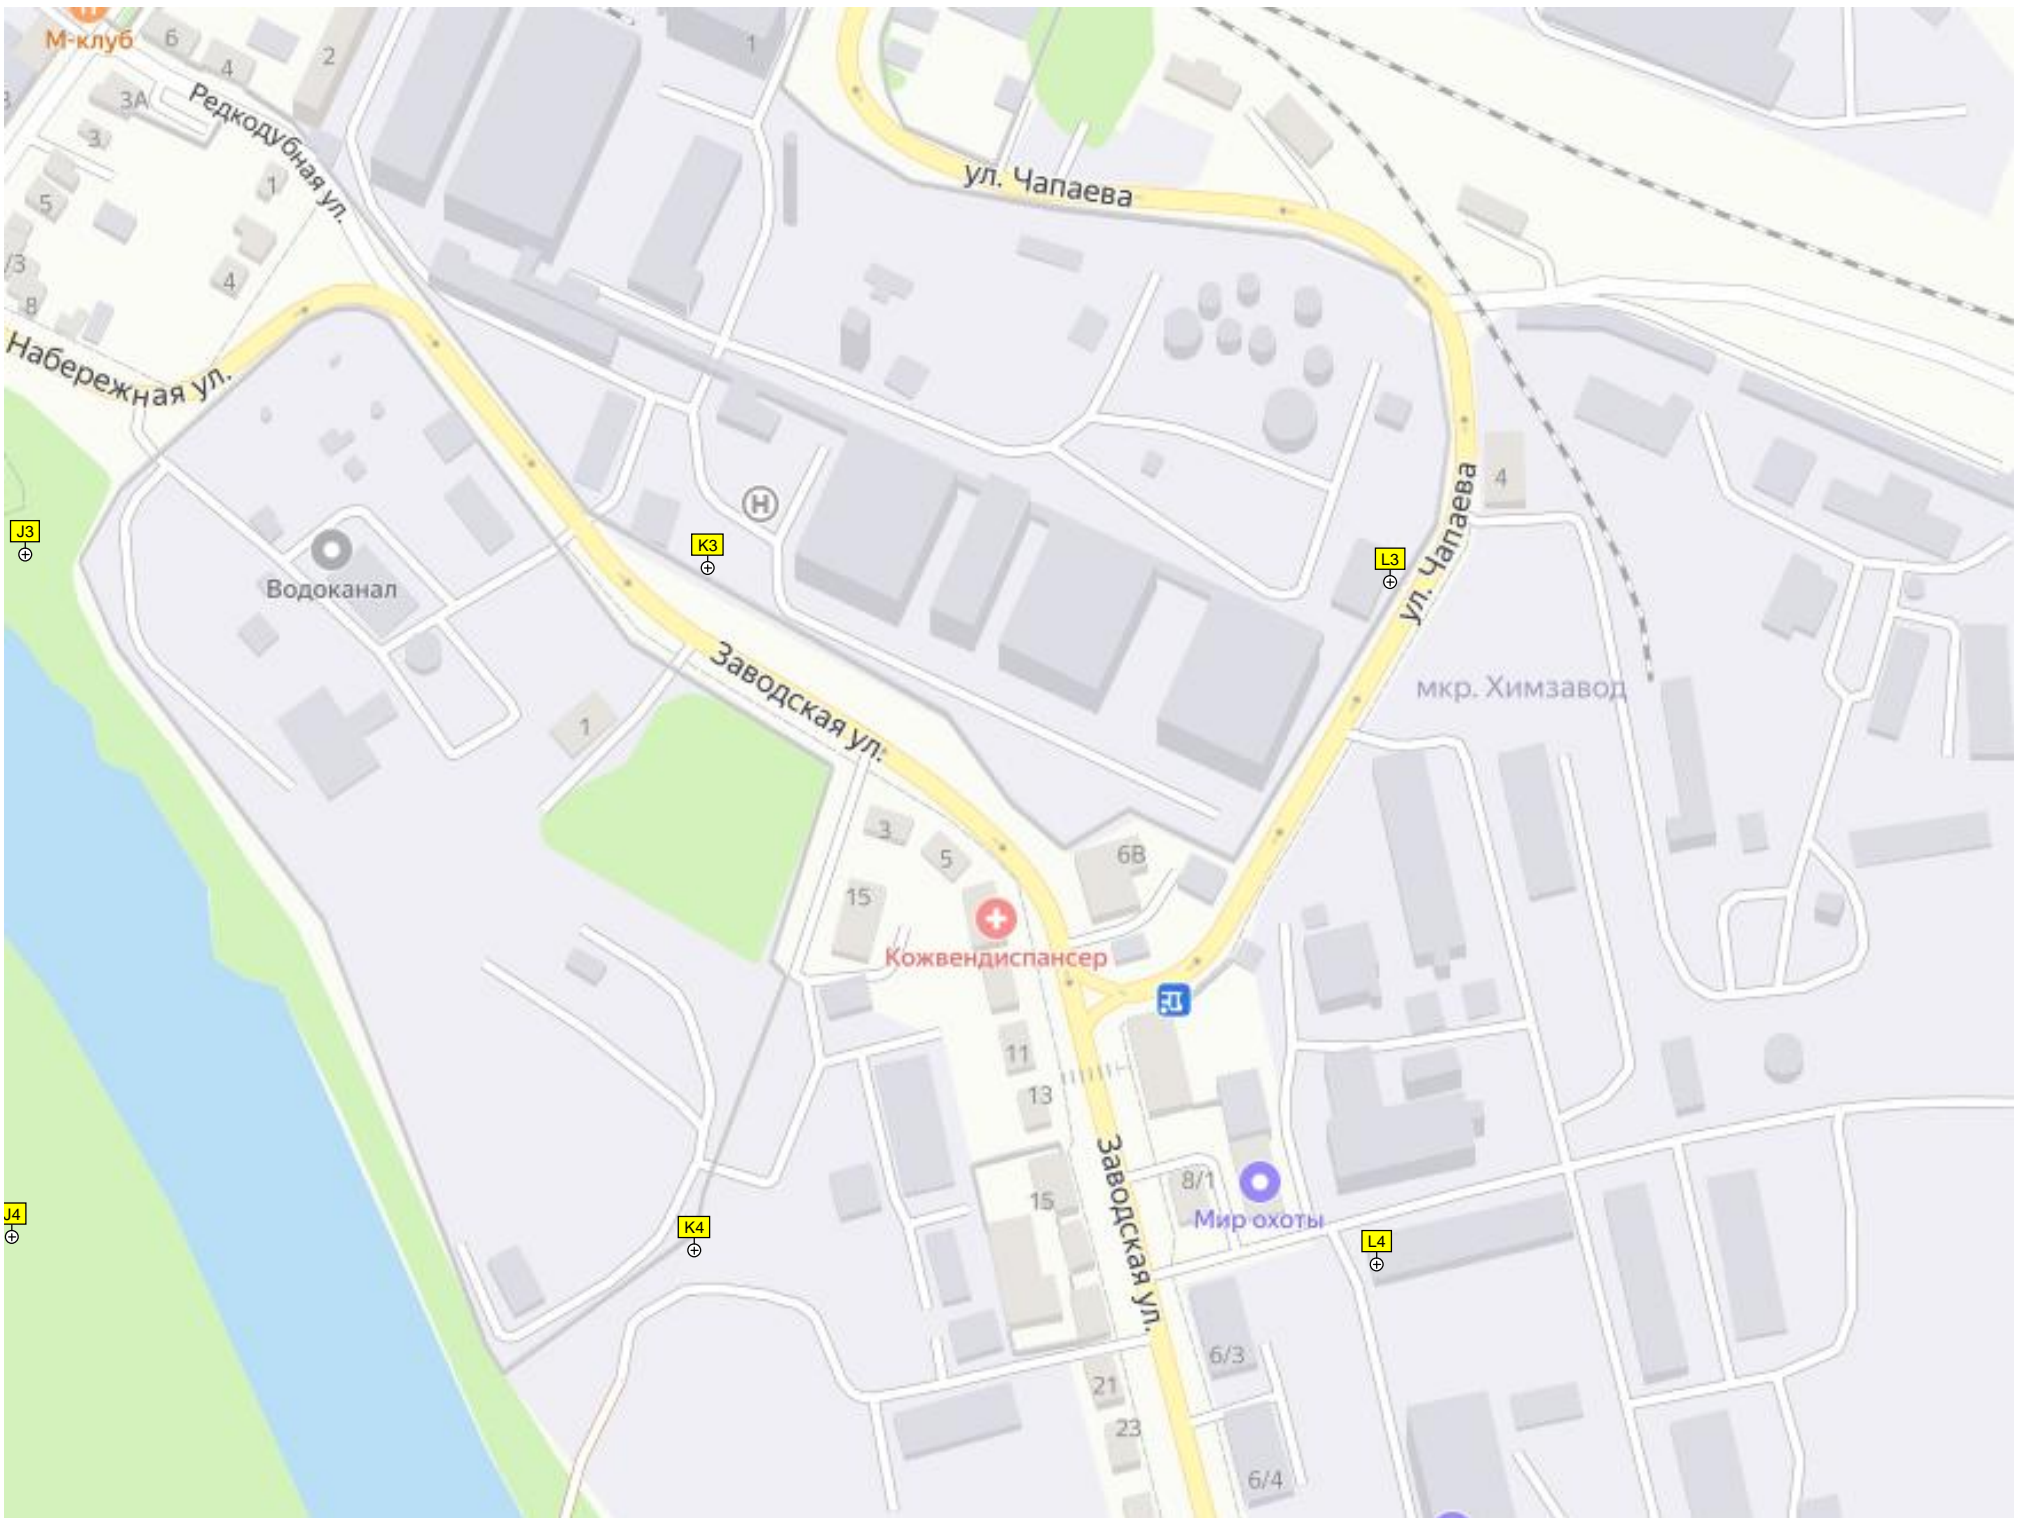 М-клуб
6
4
2
1
3А
3
Редкодубная ул.
1
5
4
/3
8
ул. Чапаева
Набережная ул.
4
H
J3
K3
L3
ул. Чапаева
Водоканал
Заводская ул.
мкр. Химзавод
1
3
5
6В
15
Кожвендиспансер
11
13
Заводская ул.
15
8/1
Мир охоты
J4
K4
L4
6/3
21
23
6/4